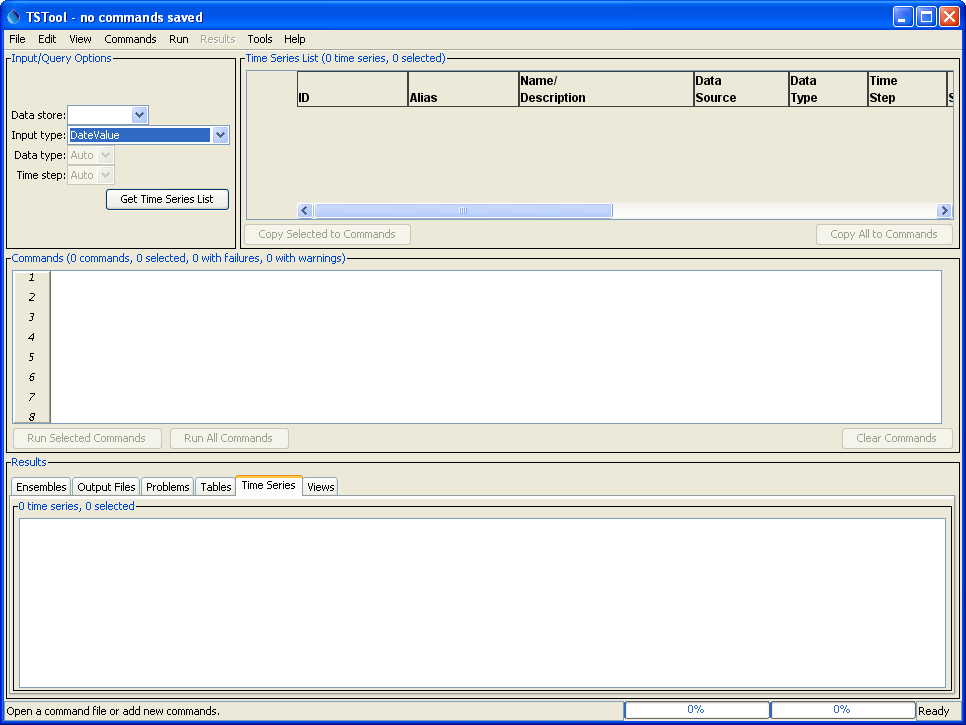 TSTool - no commands saved
File Edit View Commands Run Results Tools Help
Input/Query Options
Data store:
Input type: DateValue
Data type: Auto
Time step: Auto
Get Time Series List
Time Series List (0 time series, 0 selected)
ID Alias Name/ Description Data Source Data Type Time Step
Copy Selected to Commands Copy All to Commands
Commands (0 commands, 0 selected, 0 with failures, 0 with warnings)
1
2
3
4
5
6
7
8
Run Selected Commands Run All Commands Clear Commands
Results
Ensembles Output Files Problems Tables Time Series Views
0 time series, 0 selected
Open a command file or add new commands. 0% 0% Ready